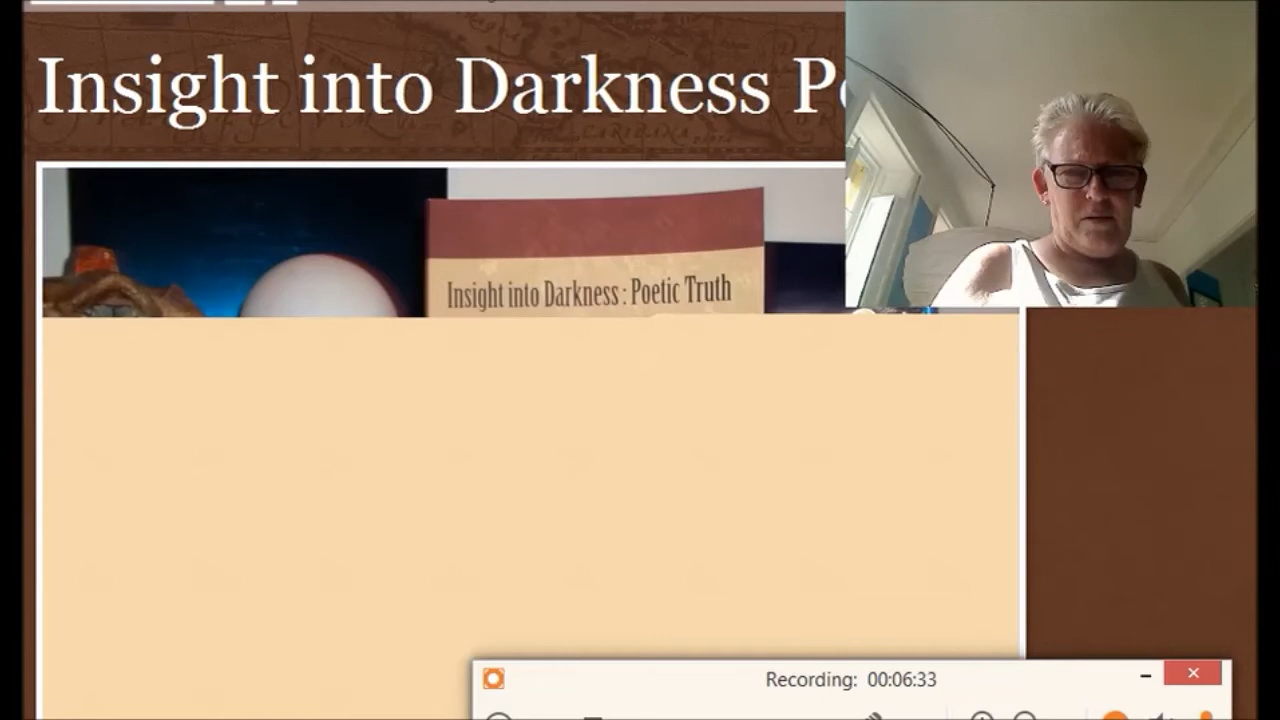 Insight into Darkness
Insight into Darkness : Poetic Truth
Recording: 00:06:33